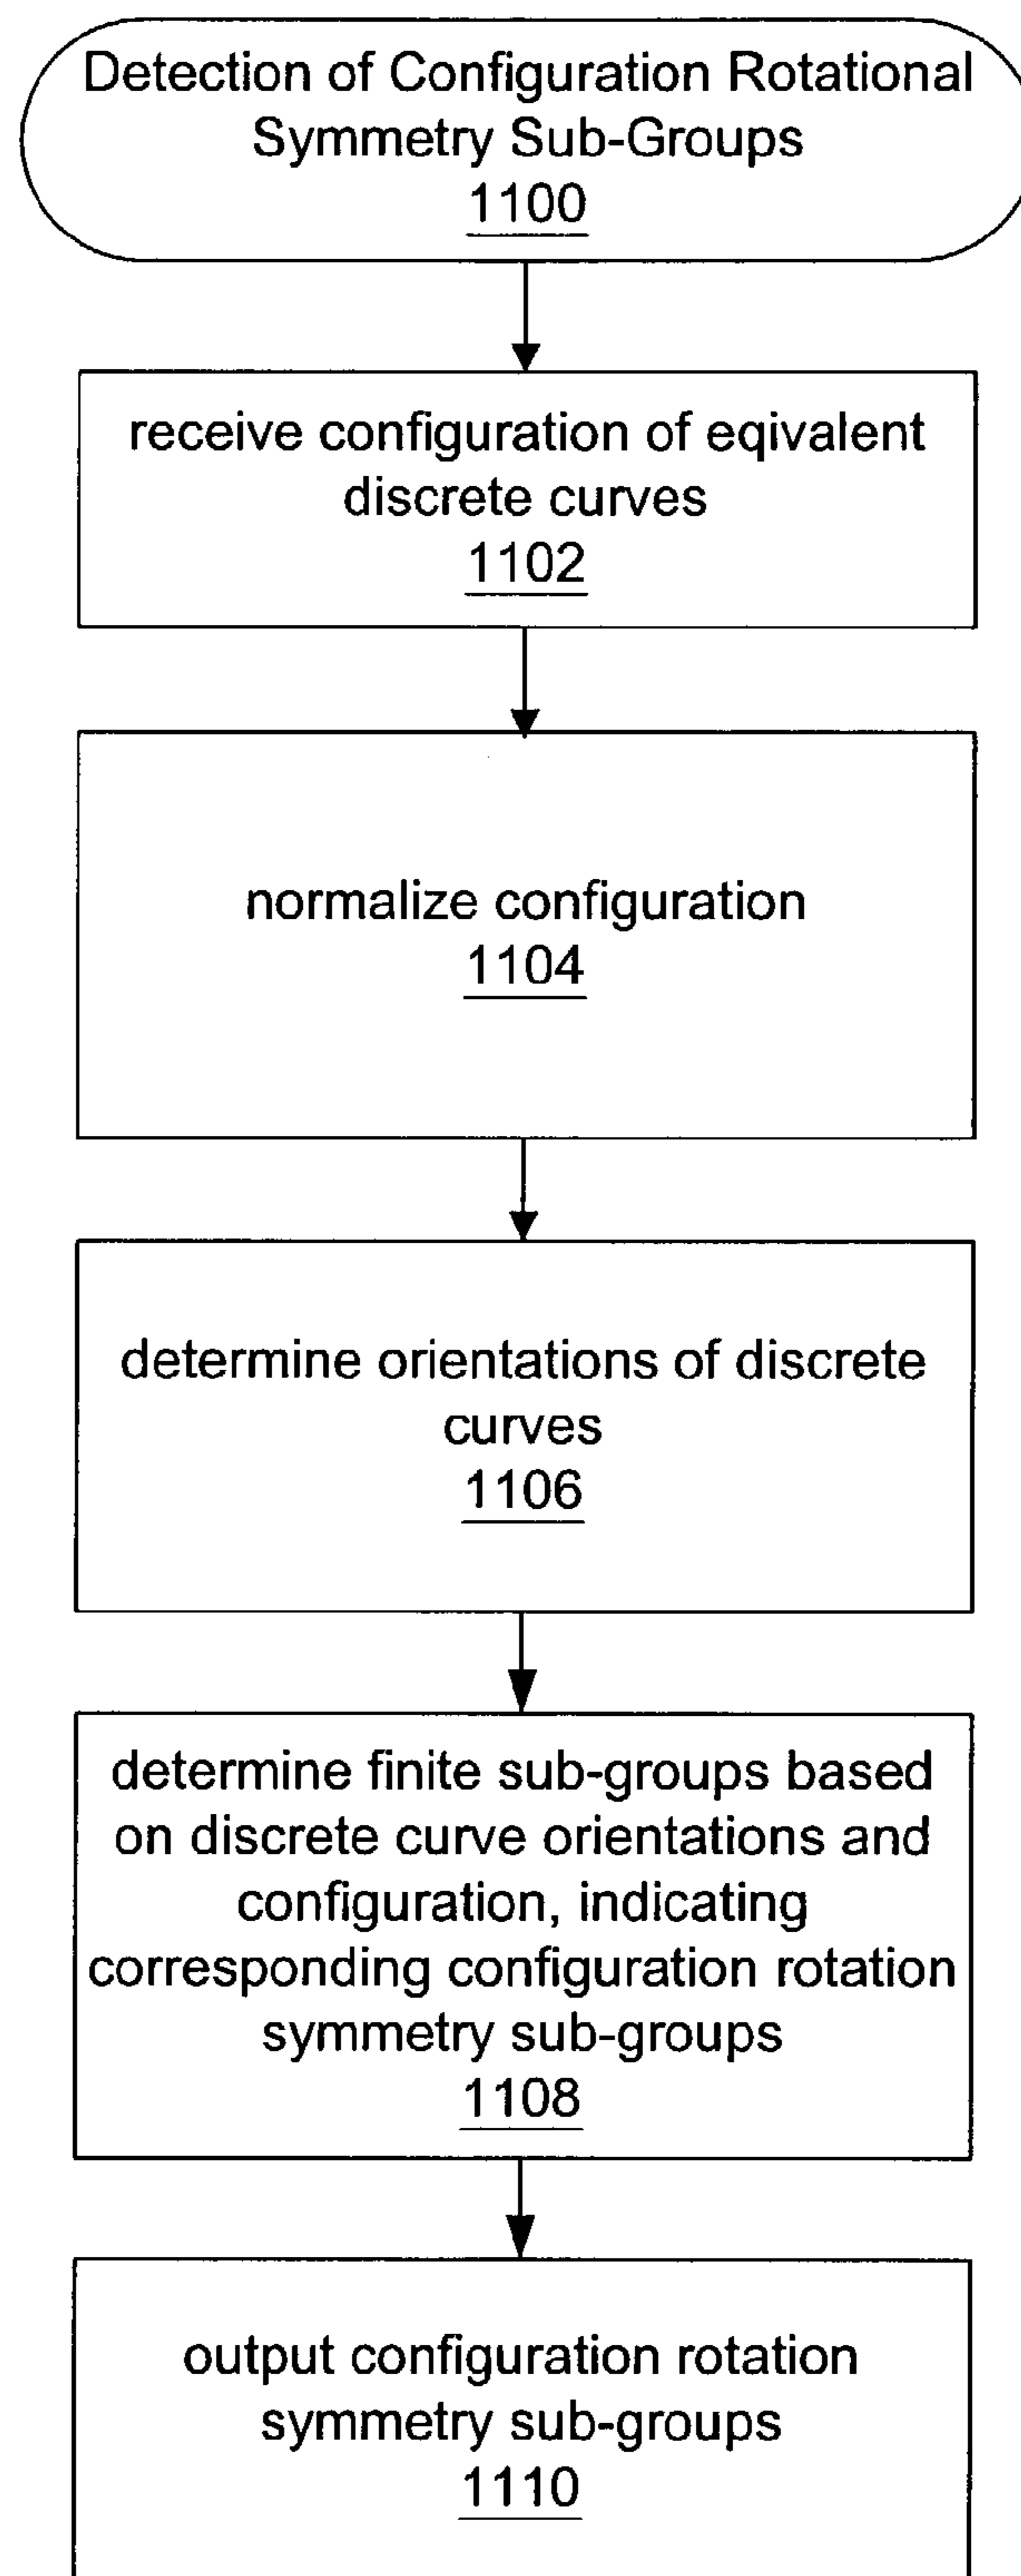 Detection of Configuration Rotational
Symmetry Sub-Groups
1100
receive configuration of eqivalent
discrete curves
1102
normalize configuration
1104
determine orientations of discrete
curves
1106
determine finite sub-groups based
on discrete curve orientations and
configuration, indicating
corresponding configuration rotation
symmetry sub-groups
1108
output configuration rotation
symmetry sub-groups
1110